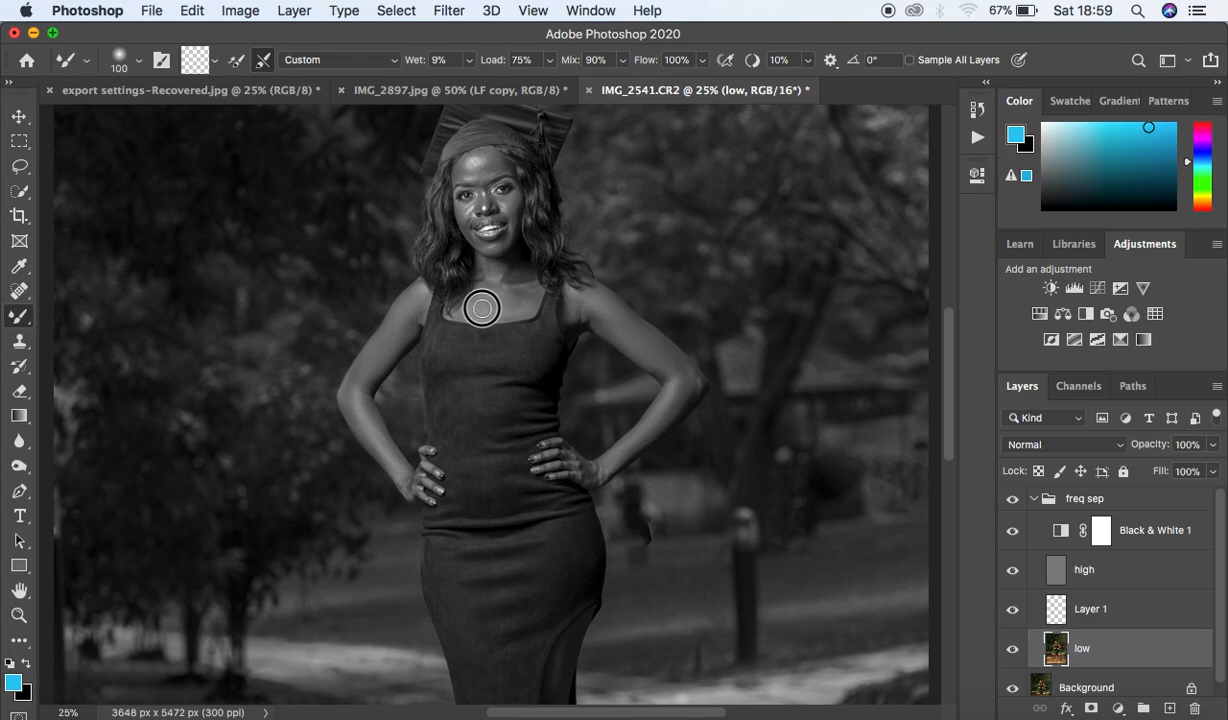 Photoshop File Edit Image Layer Type Select Filter 3D View Window Help 67% Sat 18:59
Adobe Photoshop 2020
100 Custom Wet: 9% Load: 75% Mix: 90% Flow: 100% 10% 0° Sample All Layers
export settings-Recovered.jpg @ 25% (RGB/8) * IMG_2897.jpg @ 50% (LF copy, RGB/8) * IMG_2541.CR2 @ 25% (low, RGB/16*) *
Color Swatche Gradient Patterns
Learn Libraries Adjustments
Add an adjustment
Layers Channels Paths
Kind
Normal Opacity: 100%
Lock: Fill: 100%
freq sep
Black & White 1
high
Layer 1
low
Background
25% 3648 px x 5472 px (300 ppi)